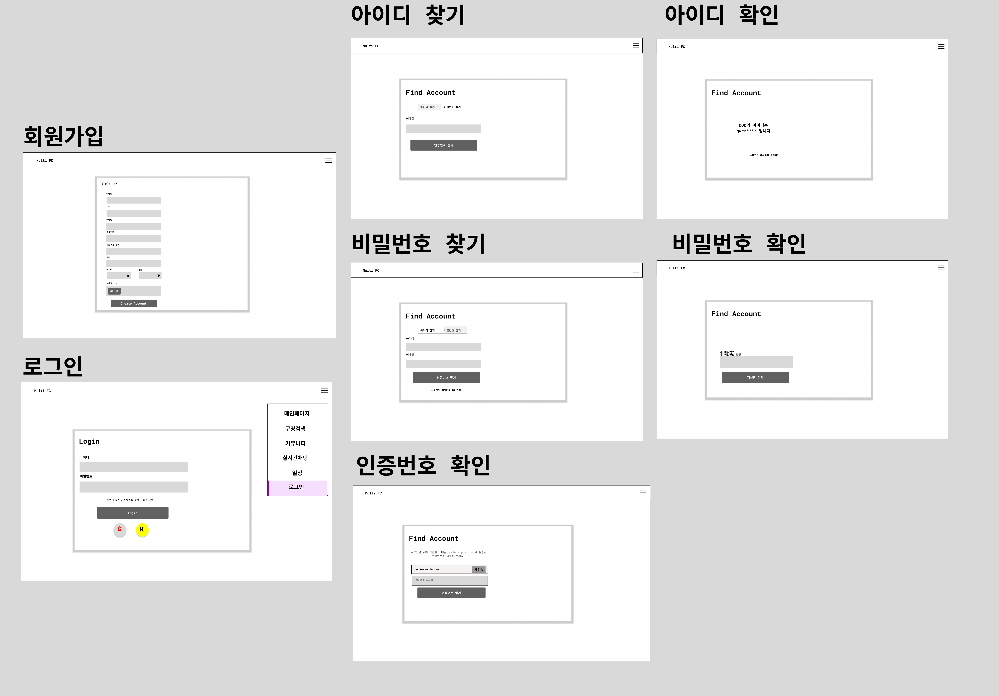 회원가입
Multi FC
SIGN UP
이메일
아이디
닉네임
비밀번호
비밀번호 확인
주소
포지션 레벨
프로필 사진
파일 선택
Create Account
로그인
Multi FC
메인페이지
구장검색
커뮤니티
실시간채팅
일정
로그인
Login
아이디
비밀번호
아이디 찾기 / 비밀번호 찾기 / 회원 가입
Login
G K
아이디 찾기
Multi FC
Find Account
아이디 찾기 비밀번호 찾기
이메일
인증번호 받기
비밀번호 찾기
Multi FC
Find Account
아이디 찾기 비밀번호 찾기
아이디
이메일
인증번호 받기
←로그인 페이지로 돌아가기
인증번호 확인
Multi FC
Find Account
로그인을 위해 가입한 이메일(ooo@example.com)로 발송된
인증번호를 입력해 주세요.
ooo@example.com 재전송
인증번호 6자리
인증번호 받기
아이디 확인
Multi FC
Find Account
OOO의 아이디는
qwer**** 입니다.
←로그인 페이지로 돌아가기
비밀번호 확인
Multi FC
Find Account
새 비밀번호
새 비밀번호 확인
재설정 하기